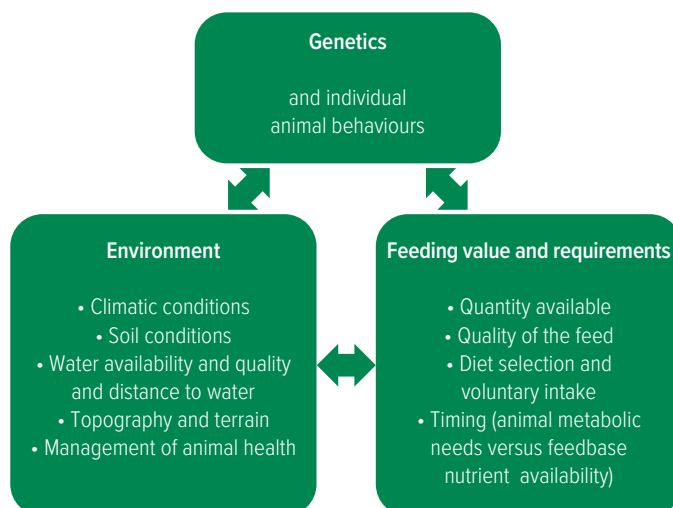 Genetics
and individual
animal behaviours
Environment
• Climatic conditions
• Soil conditions
• Water availability and quality
and distance to water
• Topography and terrain
• Management of animal health
Feeding value and requirements
• Quantity available
• Quality of the feed
• Diet selection and
voluntary intake
• Timing (animal metabolic
needs versus feedbase
nutrient availability)